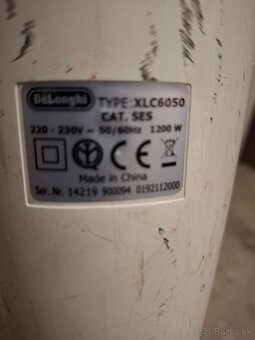 DēLonghi
TYPE:XLC6050
CAT. SES
220 - 230V ~ 50/60Hz 1200 W
CE
Made in China
Ser. Nr. 14219 900094 0192112000
© Bazos.sk